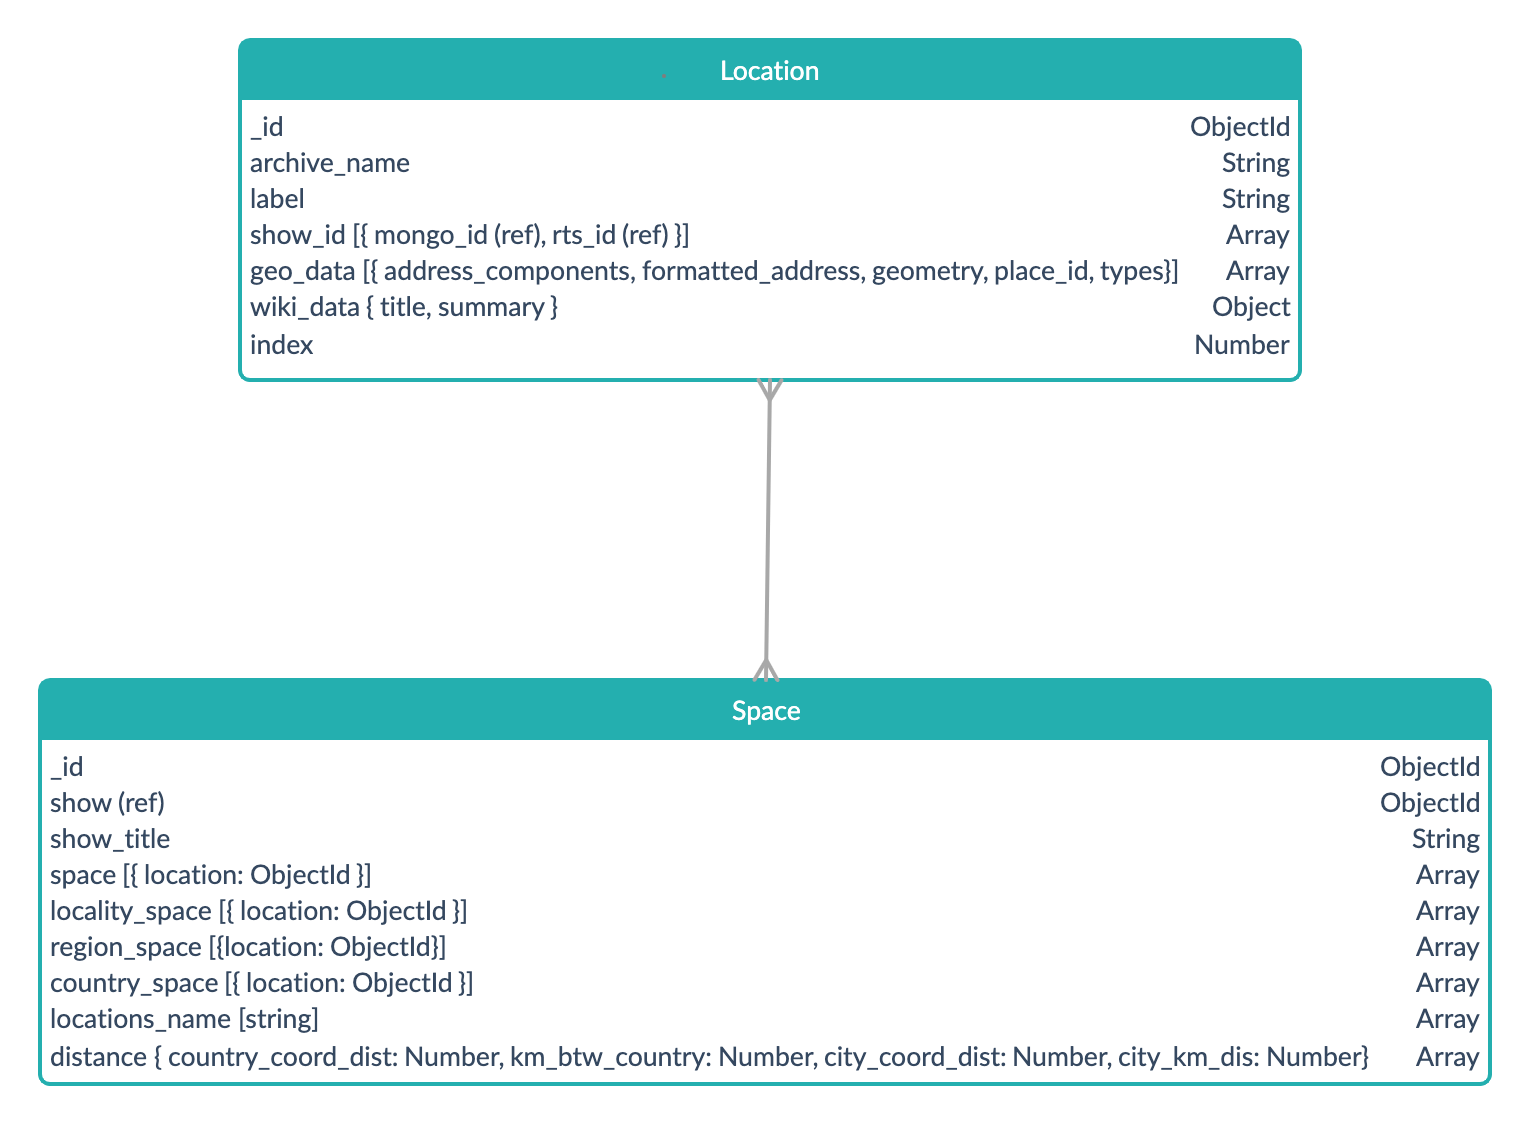 Location
_id ObjectId
archive_name String
label String
show_id [{ mongo_id (ref), rts_id (ref) }] Array
geo_data [{ address_components, formatted_address, geometry, place_id, types}] Array
wiki_data { title, summary } Object
index Number
Space
_id ObjectId
show (ref) ObjectId
show_title String
space [{ location: ObjectId }] Array
locality_space [{ location: ObjectId }] Array
region_space [{location: ObjectId}] Array
country_space [{ location: ObjectId }] Array
locations_name [string] Array
distance { country_coord_dist: Number, km_btw_country: Number, city_coord_dist: Number, city_km_dis: Number} Array